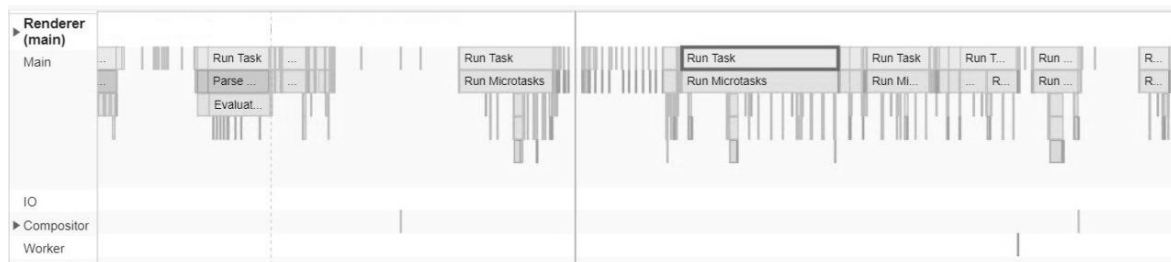 Renderer
(main)
Main
... Run Task ... Run Task Run Task Run Task Run T... Run ... R...
... Parse ... ... Run Microtasks Run Microtasks Run Mi... ... R... Run ... R...
Evaluat...
IO
Compositor
Worker